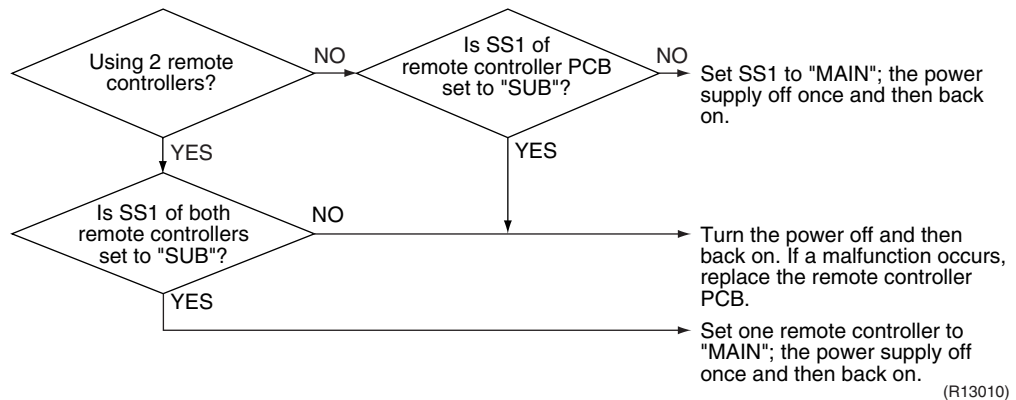 Using 2 remote
controllers?
NO
Is SS1 of
remote controller PCB
set to "SUB"?
NO
Set SS1 to "MAIN"; the power
supply off once and then back
on.
YES
YES
Is SS1 of both
remote controllers
set to "SUB"?
NO
Turn the power off and then
back on. If a malfunction occurs,
replace the remote controller
PCB.
YES
Set one remote controller to
"MAIN"; the power supply off
once and then back on.
(R13010)